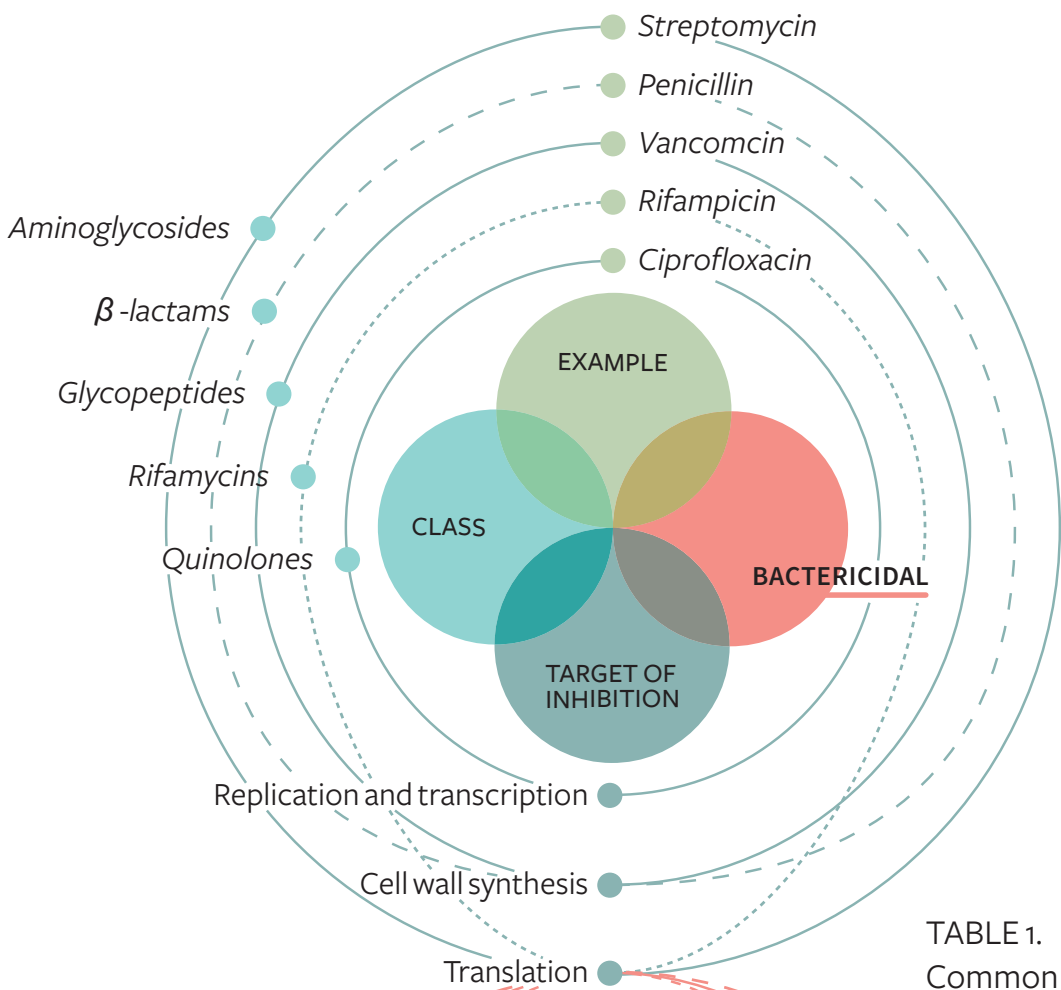 Streptomycin
Penicillin
Vancomcin
Rifampicin
Ciprofloxacin
Aminoglycosides
β-lactams
Glycopeptides
Rifamycins
Quinolones
EXAMPLE
CLASS
BACTERICIDAL
TARGET OF
INHIBITION
Replication and transcription
Cell wall synthesis
Translation
TABLE 1.
Common